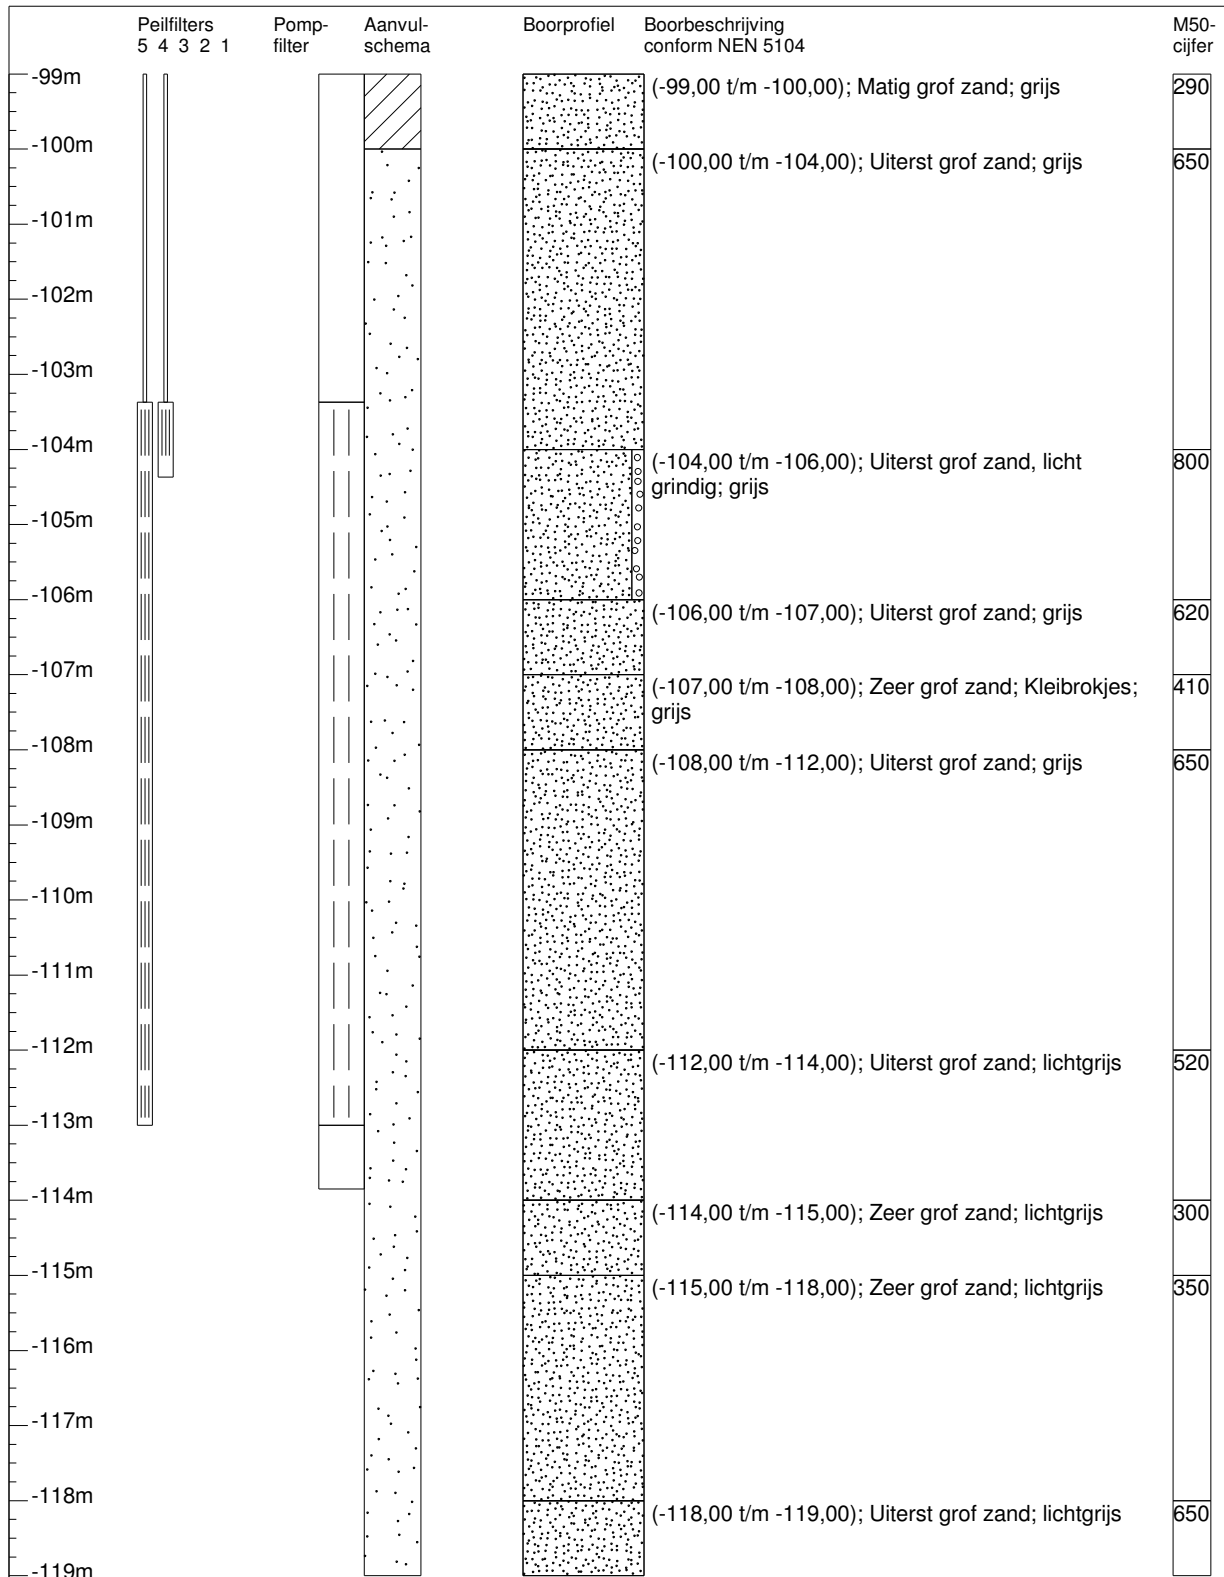 Peilfilters Pomp- Aanvul- Boorprofiel Boorbeschrijving M50-
5 4 3 2 1 filter schema conform NEN 5104 cijfer
-99m (-99,00 t/m -100,00); Matig grof zand; grijs 290
-100m (-100,00 t/m -104,00); Uiterst grof zand; grijs 650
-101m
-102m
-103m
-104m (-104,00 t/m -106,00); Uiterst grof zand, licht 800
grindig; grijs
-105m
-106m (-106,00 t/m -107,00); Uiterst grof zand; grijs 620
-107m (-107,00 t/m -108,00); Zeer grof zand; Kleibrokjes; 410
grijs
-108m (-108,00 t/m -112,00); Uiterst grof zand; grijs 650
-109m
-110m
-111m
-112m (-112,00 t/m -114,00); Uiterst grof zand; lichtgrijs 520
-113m
-114m (-114,00 t/m -115,00); Zeer grof zand; lichtgrijs 300
-115m (-115,00 t/m -118,00); Zeer grof zand; lichtgrijs 350
-116m
-117m
-118m (-118,00 t/m -119,00); Uiterst grof zand; lichtgrijs 650
-119m